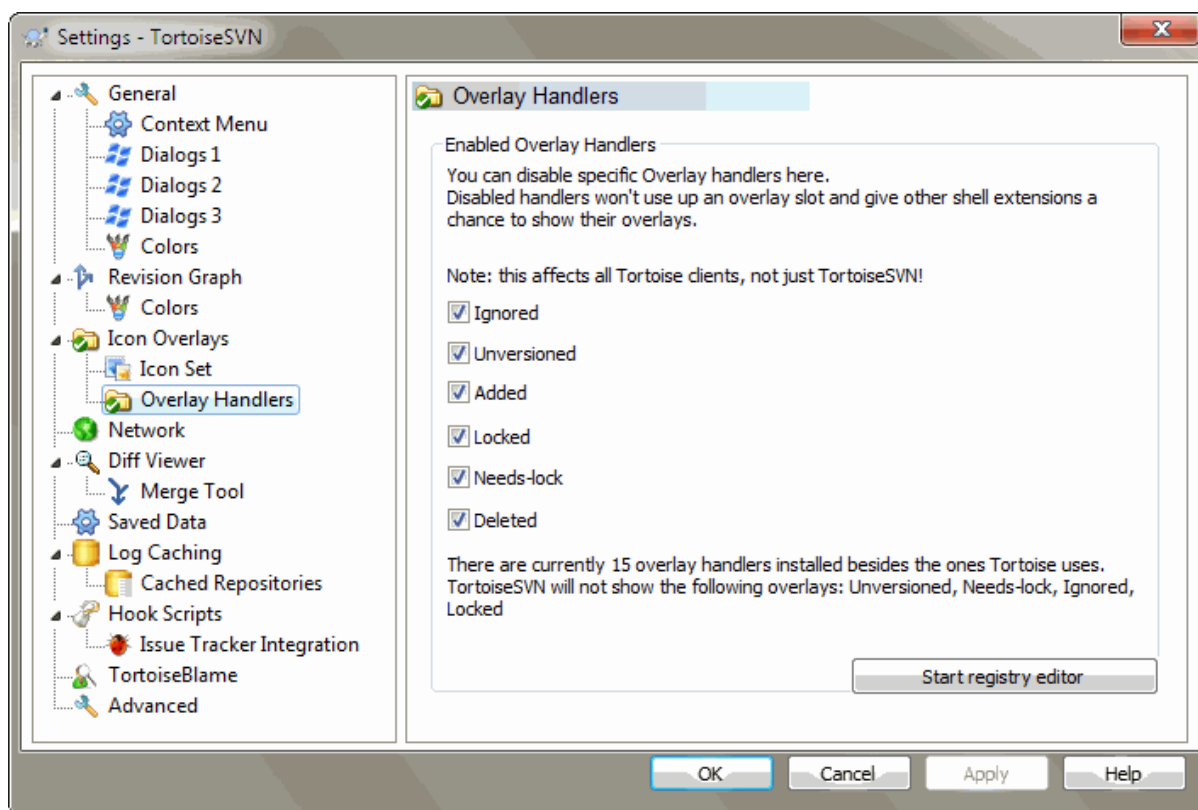 Settings - TortoiseSVN
General
Context Menu
Dialogs 1
Dialogs 2
Dialogs 3
Colors
Revision Graph
Colors
Icon Overlays
Icon Set
Overlay Handlers
Network
Diff Viewer
Merge Tool
Saved Data
Log Caching
Cached Repositories
Hook Scripts
Issue Tracker Integration
TortoiseBlame
Advanced
Overlay Handlers
Enabled Overlay Handlers
You can disable specific Overlay handlers here.
Disabled handlers won't use up an overlay slot and give other shell extensions a
chance to show their overlays.
Note: this affects all Tortoise clients, not just TortoiseSVN!
Ignored
Unversioned
Added
Locked
Needs-lock
Deleted
There are currently 15 overlay handlers installed besides the ones Tortoise uses.
TortoiseSVN will not show the following overlays: Unversioned, Needs-lock, Ignored,
Locked
Start registry editor
OK
Cancel
Apply
Help